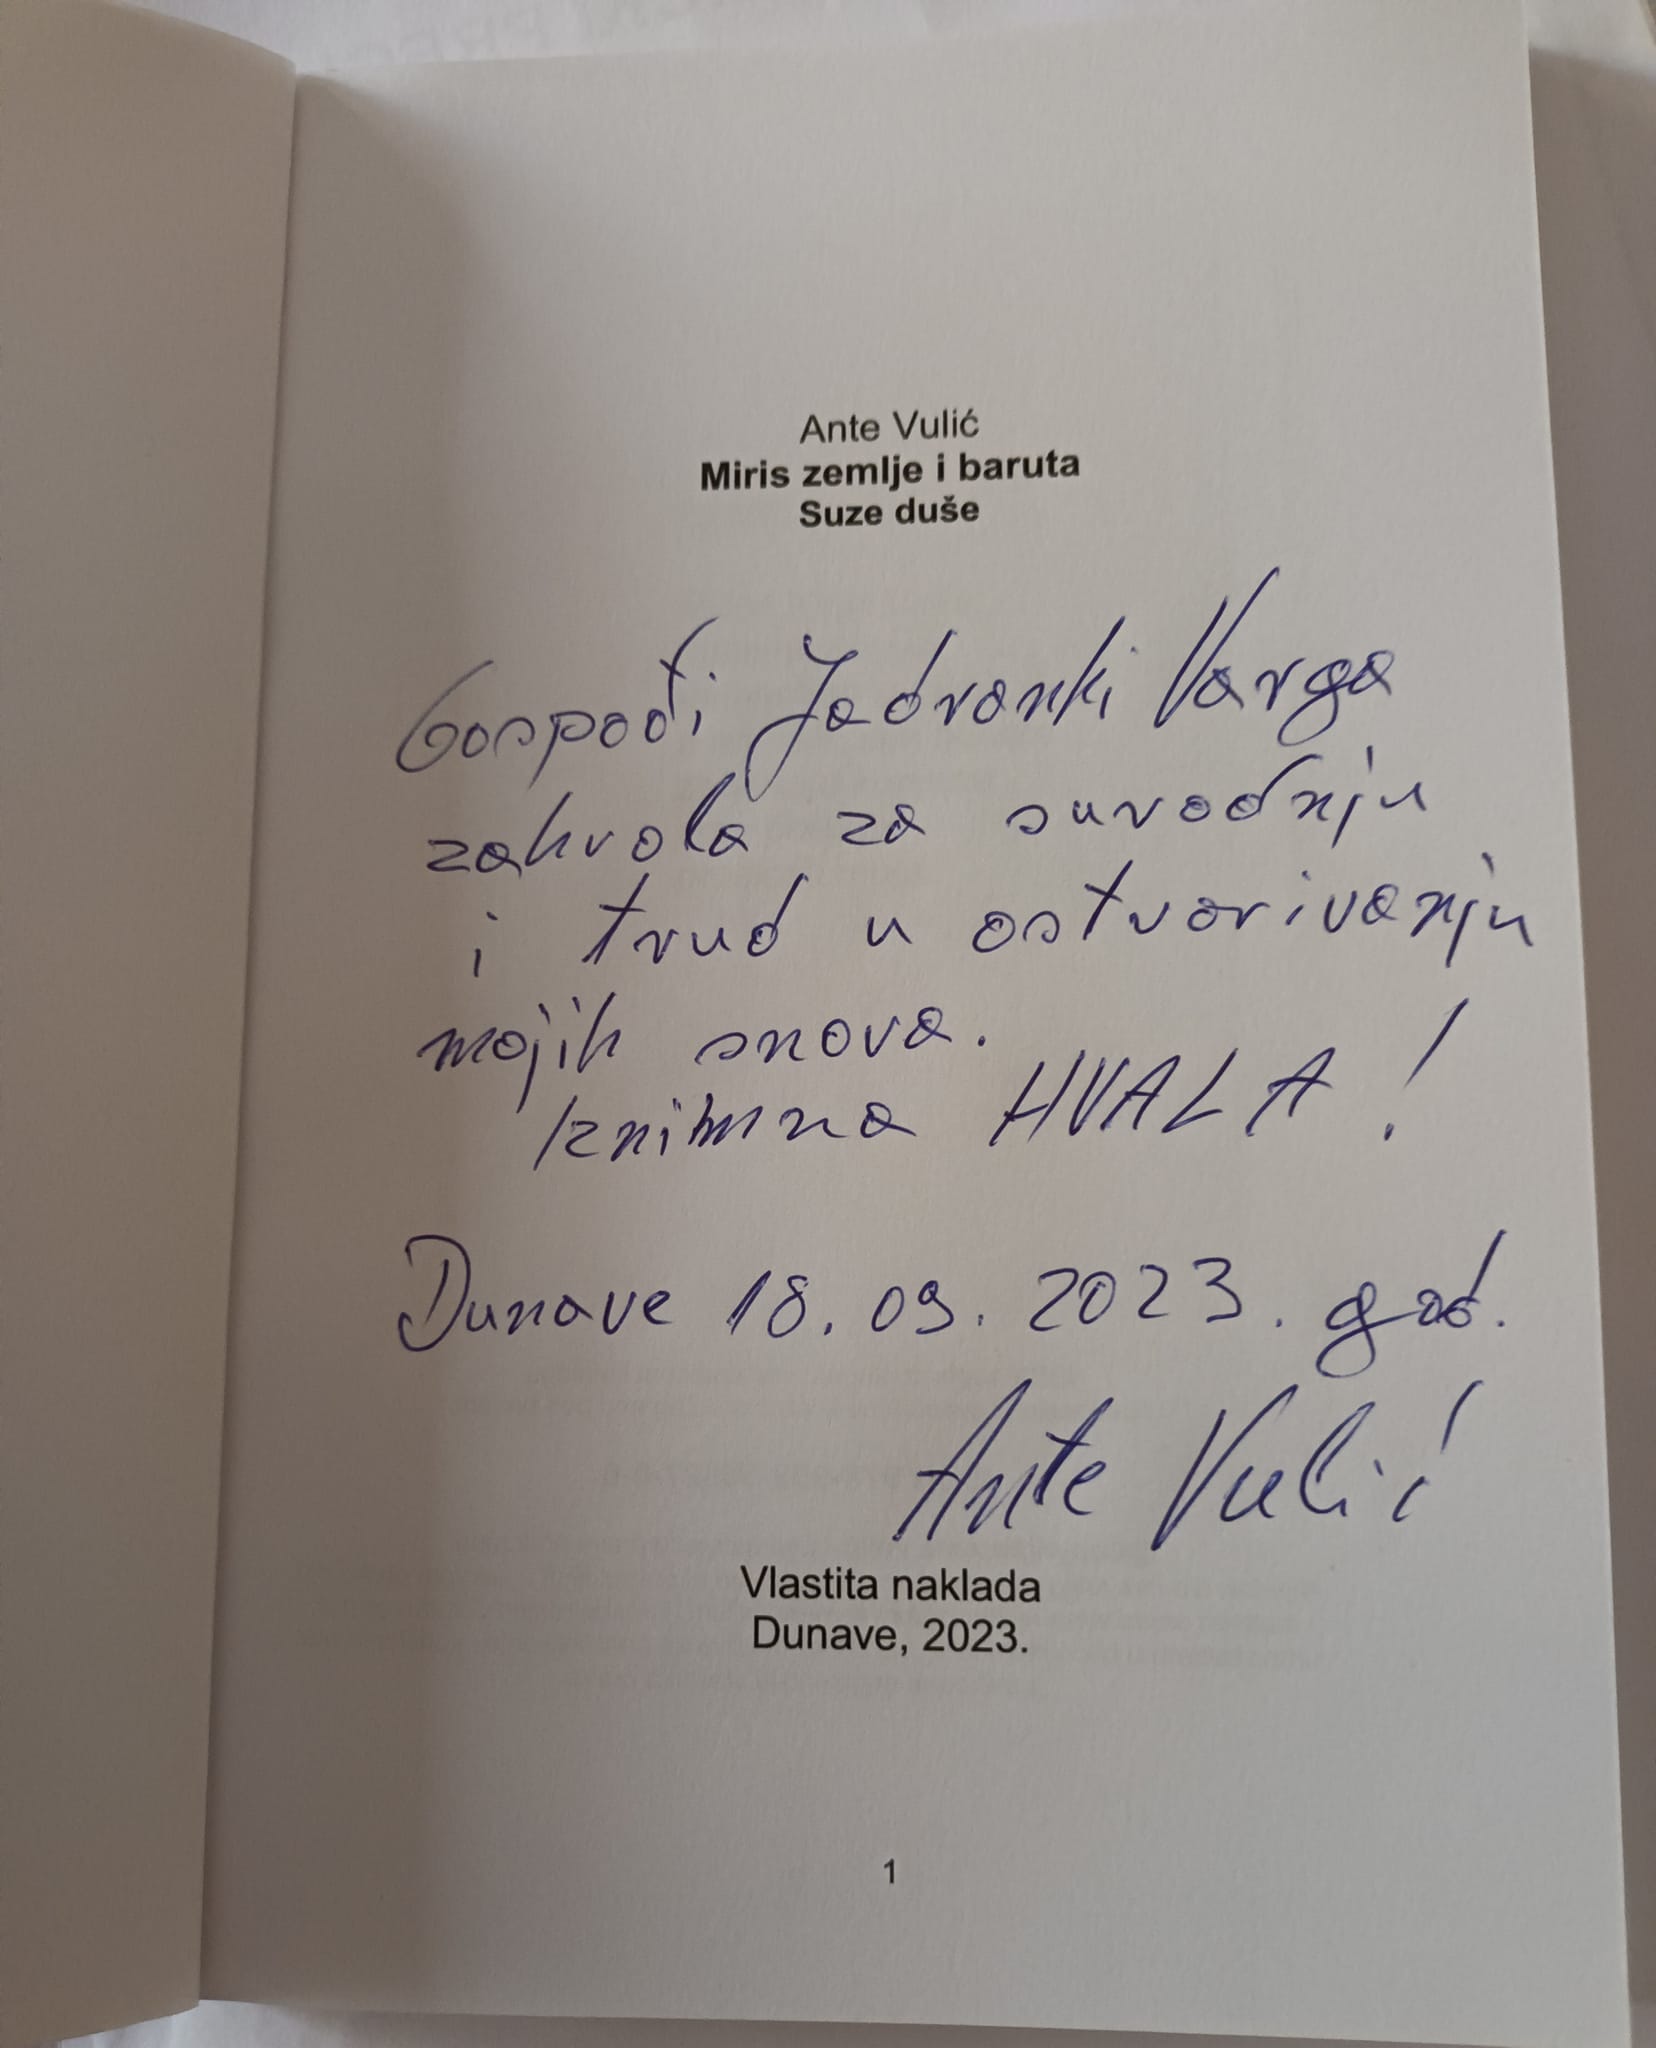 Ante Vulić
Miris zemlje i baruta
Suze duše
Gospođi Jadranki Varga
zahvala za suradnju
i trud u ostvarivanju
mojih snova.
HVALA!
Dunave 18.09.2023. god.
Ante Vulić
Vlastita naklada
Dunave, 2023.
1